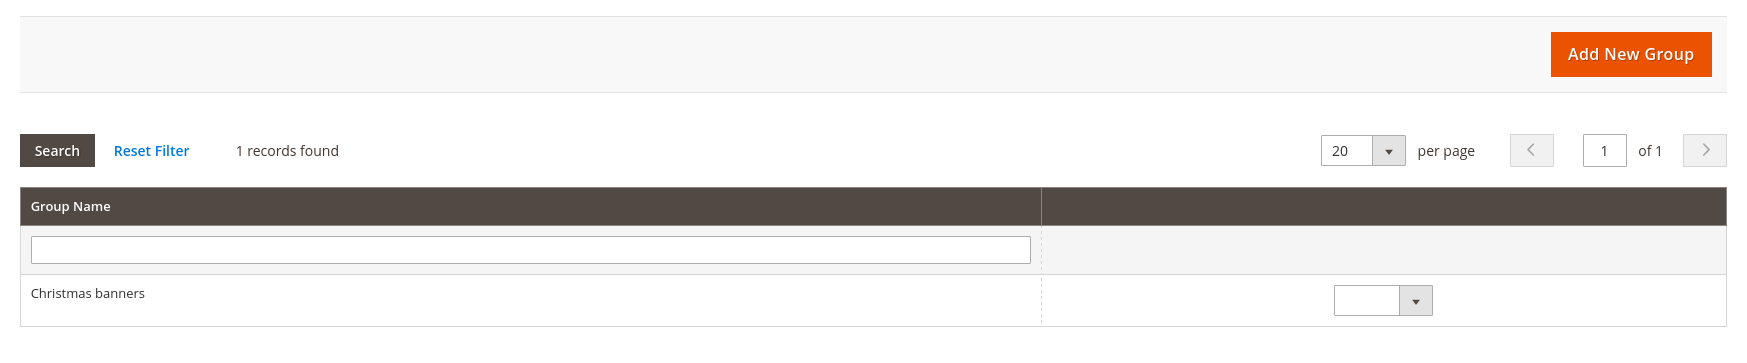 Add New Group
Search Reset Filter 1 records found 20 per page 1 of 1
Group Name
Christmas banners